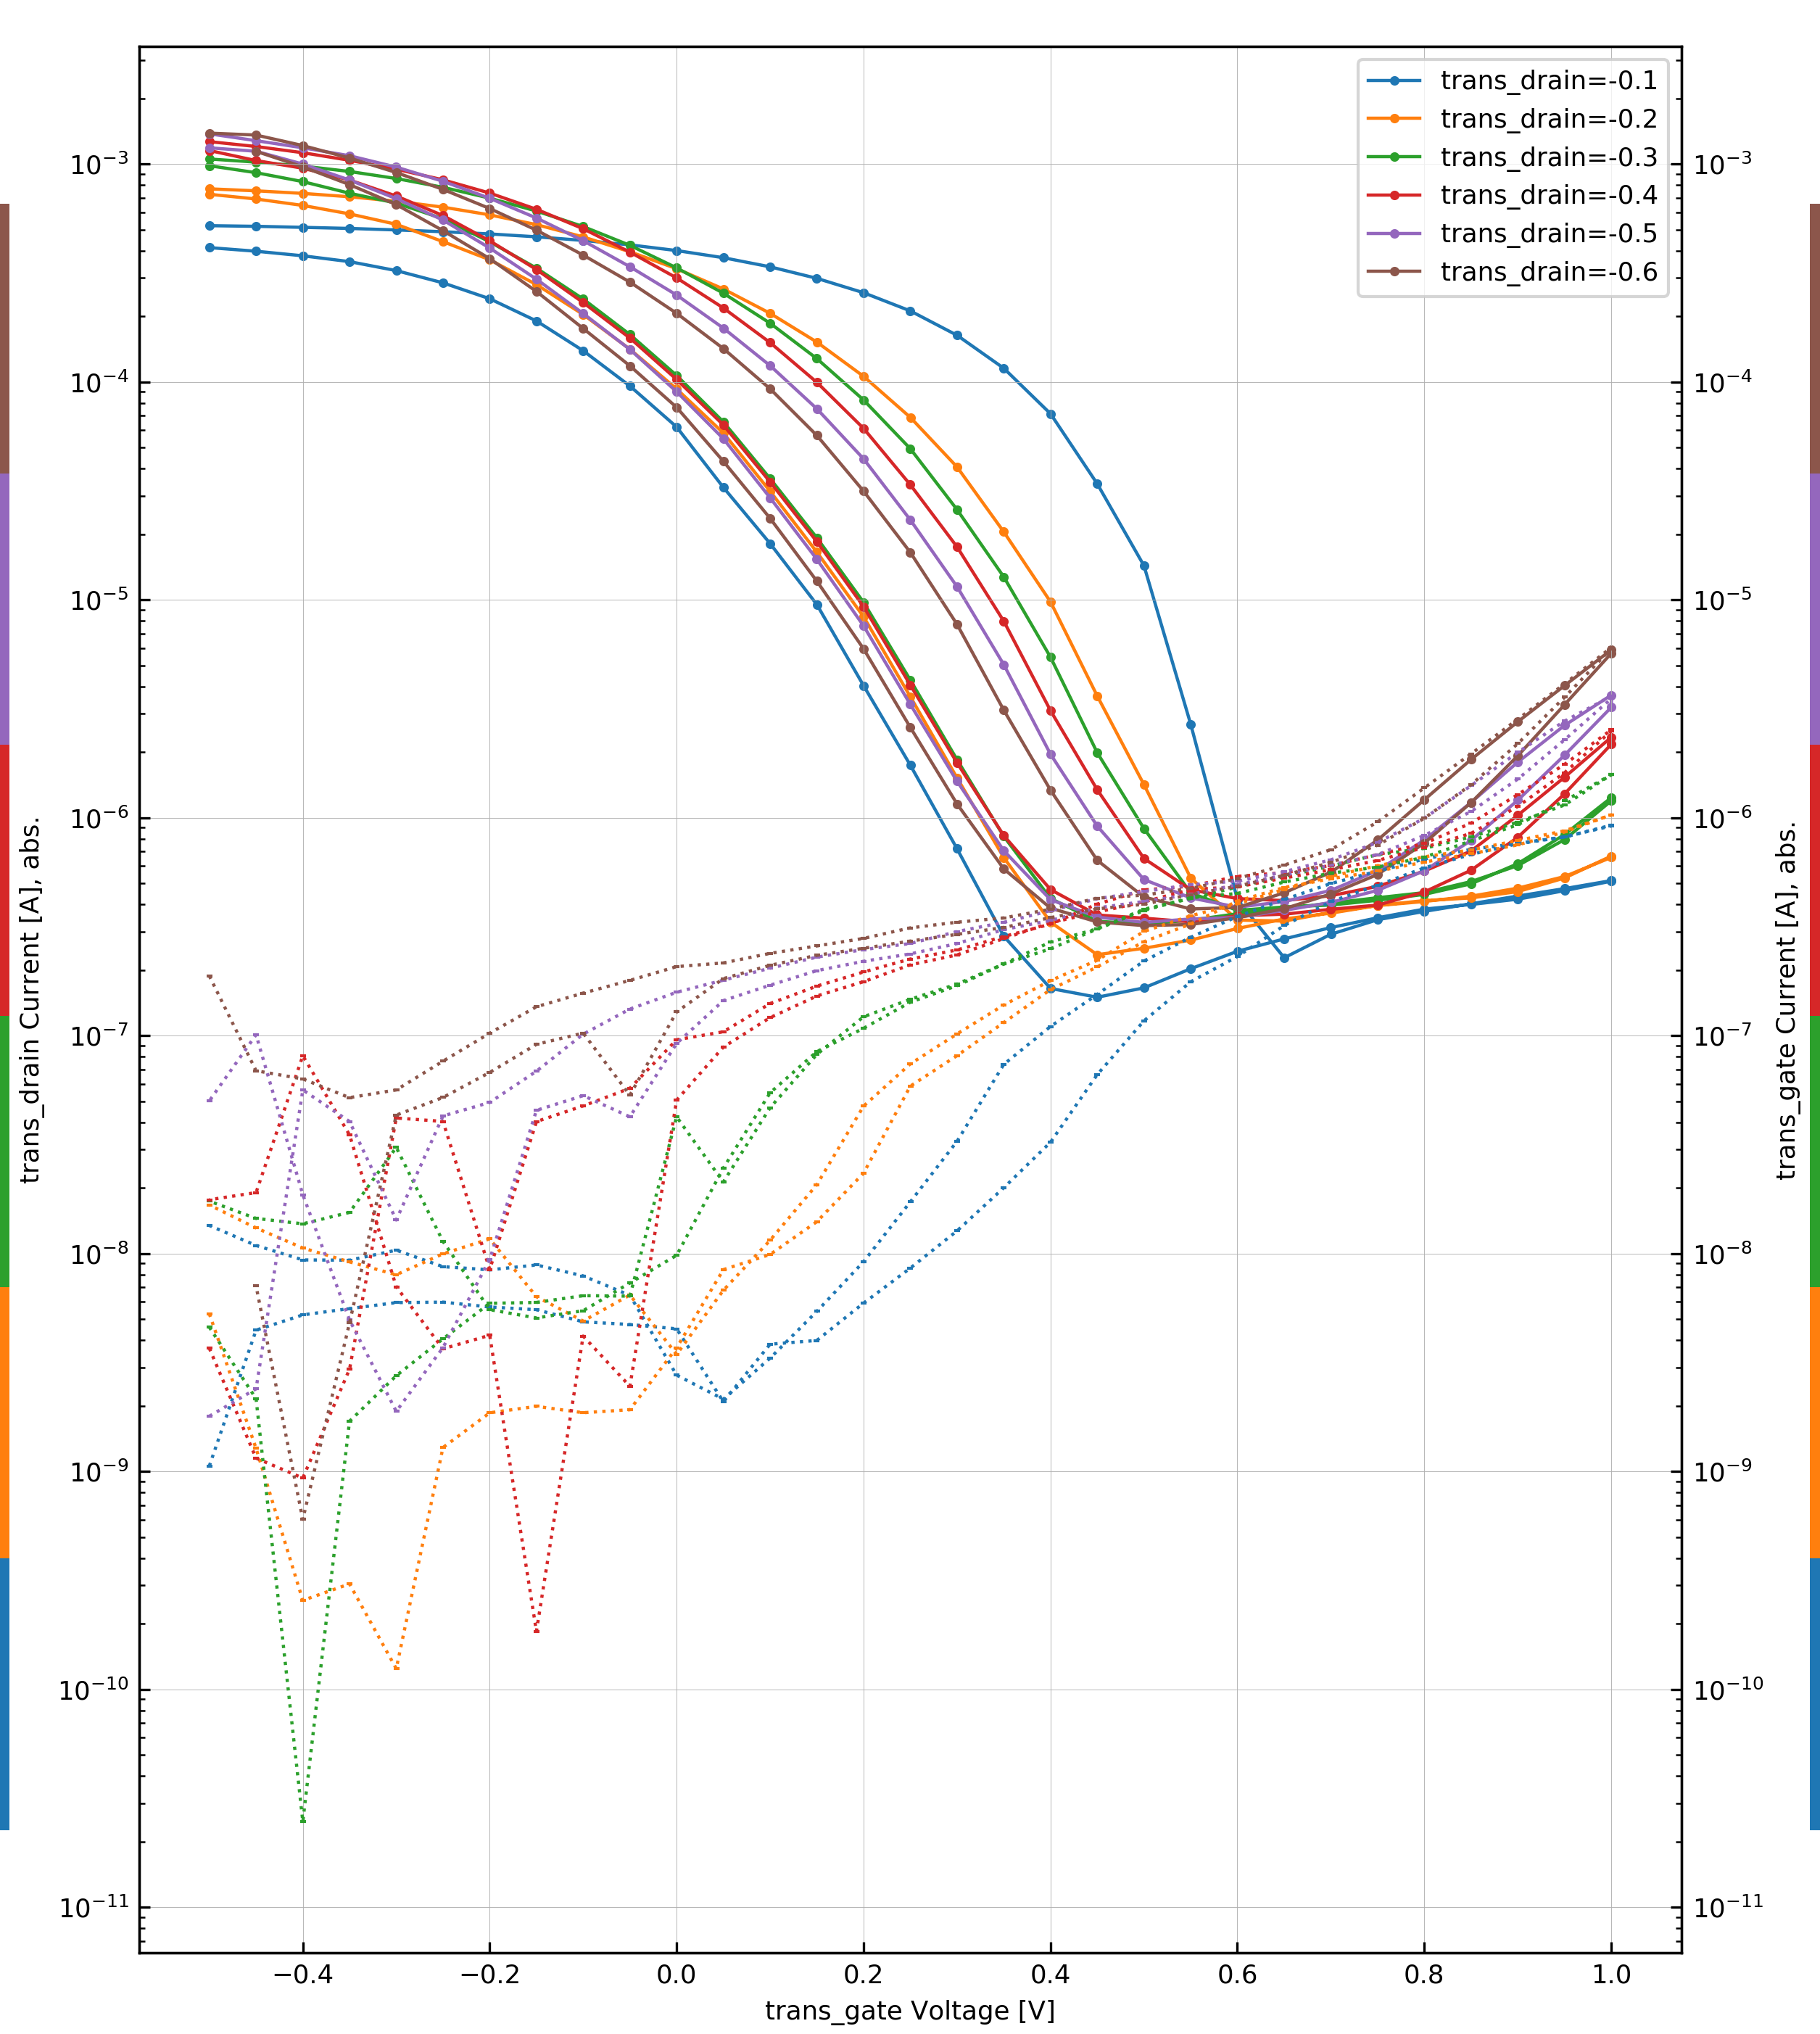 trans_drain=-0.1
trans_drain=-0.2
trans_drain=-0.3
trans_drain=-0.4
trans_drain=-0.5
trans_drain=-0.6
10⁻³
10⁻⁴
10⁻⁵
10⁻⁶
10⁻⁷
10⁻⁸
10⁻⁹
10⁻¹⁰
10⁻¹¹
trans_drain Current [A], abs.
10⁻³
10⁻⁴
10⁻⁵
10⁻⁶
10⁻⁷
10⁻⁸
10⁻⁹
10⁻¹⁰
10⁻¹¹
trans_gate Current [A], abs.
−0.4 −0.2 0.0 0.2 0.4 0.6 0.8 1.0
trans_gate Voltage [V]